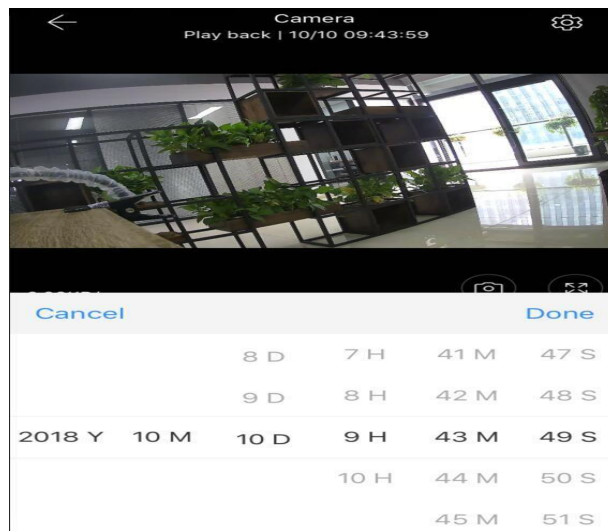 Camera
Play back | 10/10 09:43:59
Cancel Done
8 D 7 H 41 M 47 S
9 D 8 H 42 M 48 S
2018 Y 10 M 10 D 9 H 43 M 49 S
10 H 44 M 50 S
45 M 51 S